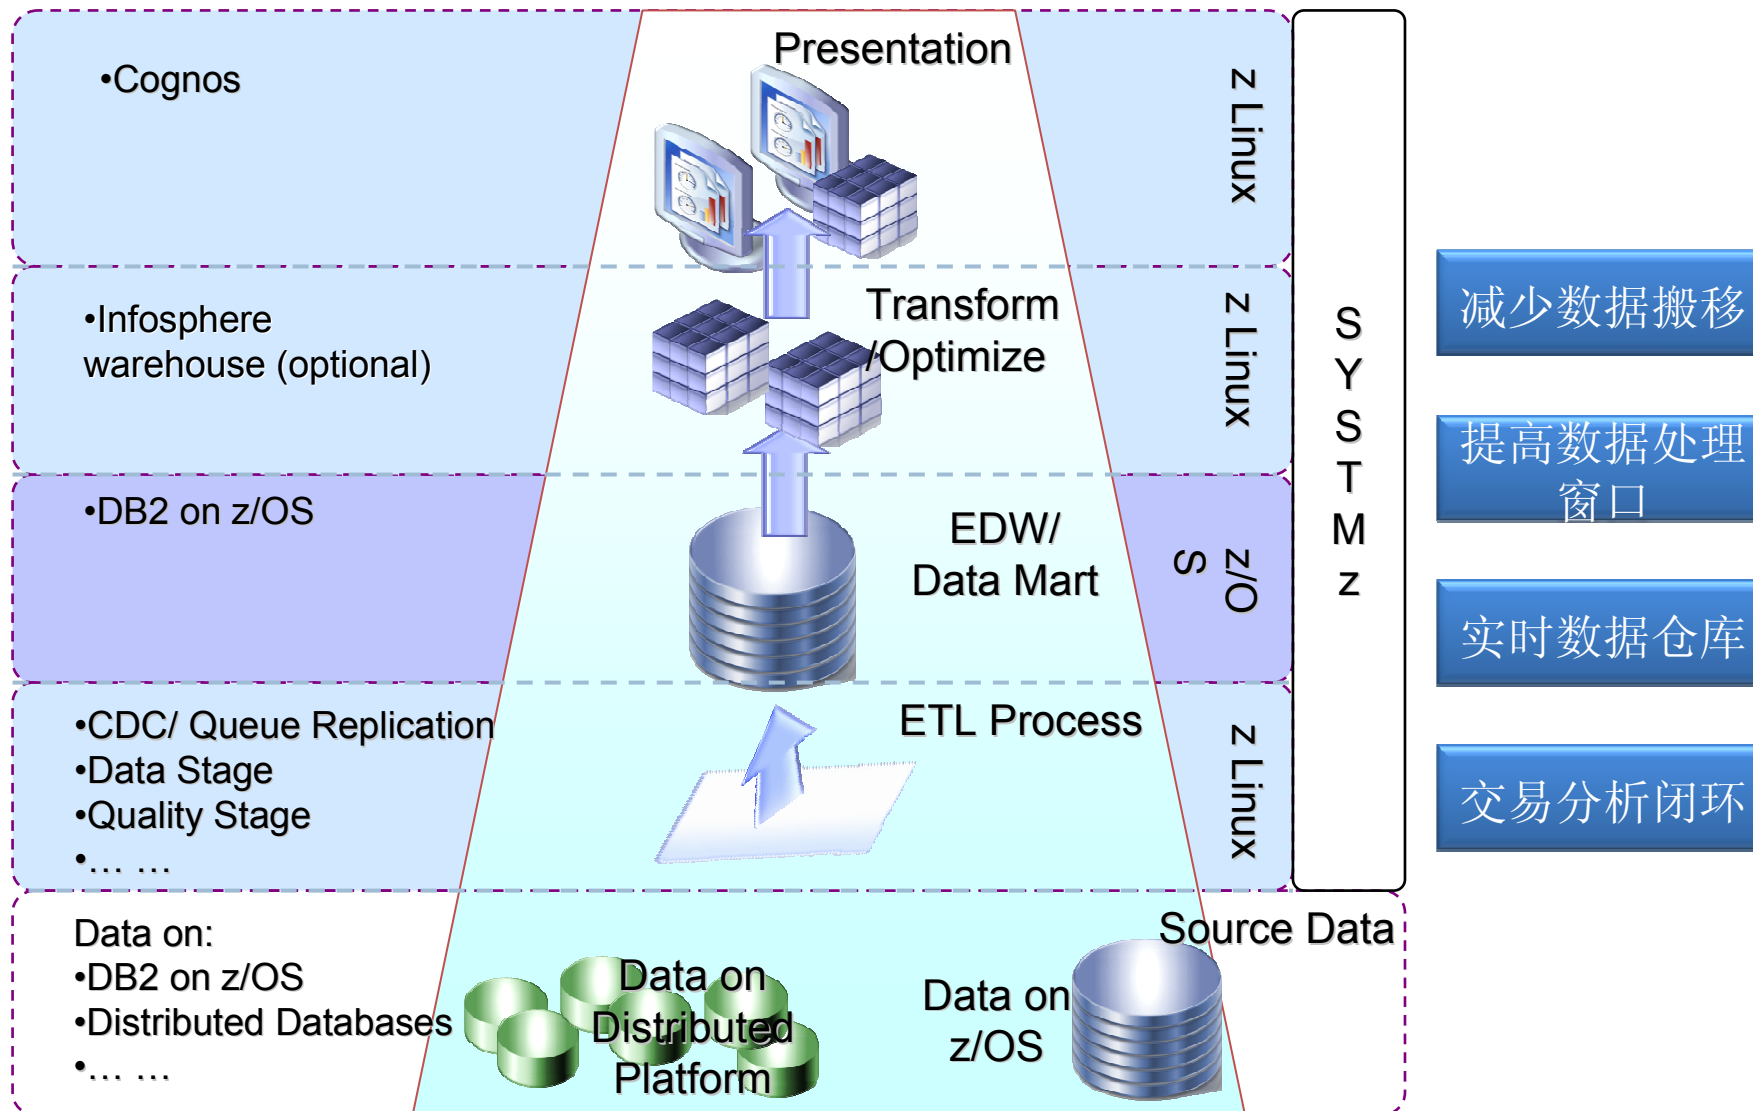 Presentation
•Cognos
z Linux
Transform
/Optimize
•Infosphere
warehouse (optional)
z Linux
•DB2 on z/OS
EDW/
Data Mart
z/O
S
ETL Process
•CDC/ Queue Replication
•Data Stage
•Quality Stage
•… …
z Linux
S
Y
S
T
M
z
Source Data
Data on:
•DB2 on z/OS
•Distributed Databases
•… …
Data on
Distributed
Platform
Data on
z/OS
减少数据搬移
提高数据处理
窗口
实时数据仓库
交易分析闭环